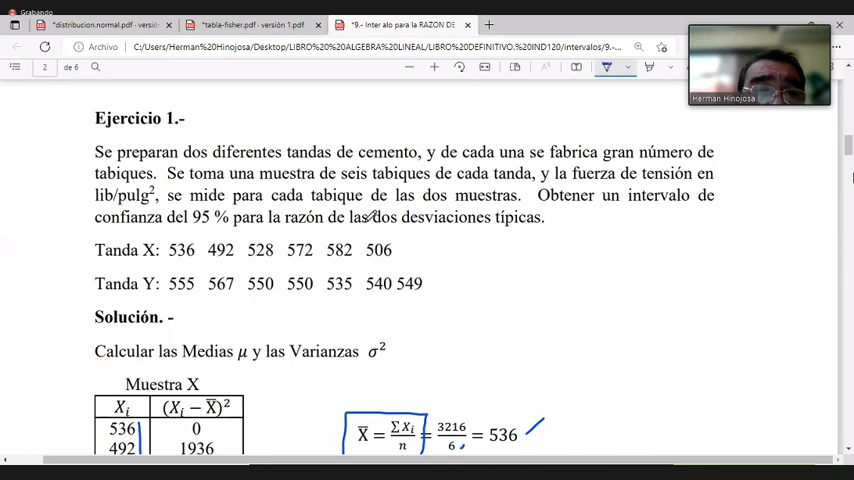 Grabando
*distribucion.normal.pdf - versión
*tabla-fisher.pdf - versión 1.pdf
*9.- Inter alo para la RAZON DE
Archivo
C:/Users/Herman%20Hinojosa/Desktop/LIBRO%20%20ALGEBRA%20LINEAL/LIBRO%20DEFINITIVO.%20IND120/intervalos/9.-...
2 de 6
Herman Hinojosa
Ejercicio 1.-
Se preparan dos diferentes tandas de cemento, y de cada una se fabrica gran número de
tabiques. Se toma una muestra de seis tabiques de cada tanda, y la fuerza de tensión en
lib/pulg², se mide para cada tabique de las dos muestras. Obtener un intervalo de
confianza del 95 % para la razón de las dos desviaciones típicas.
Tanda X: 536 492 528 572 582 506
Tanda Y: 555 567 550 550 535 540 549
Solución. -
Calcular las Medias μ y las Varianzas σ²
Muestra X
Xᵢ (Xᵢ − X̅)²
536 0
492 1936
X̅ = ∑Xᵢ/n = 3216/6 = 536